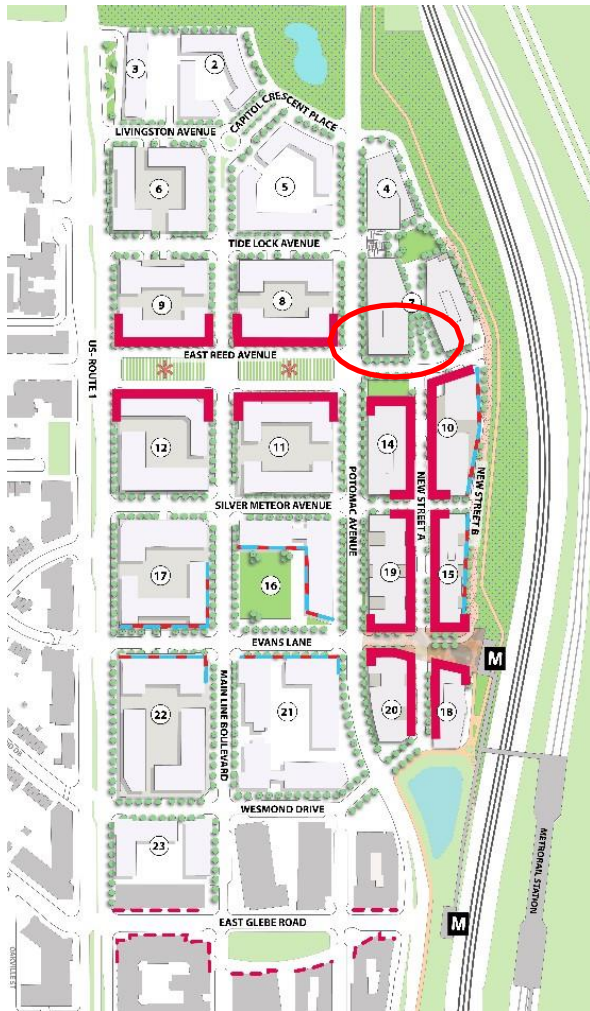 3
2
CAPITOL CRESCENT PLACE
LIVINGSTON AVENUE
6
5
4
TIDE LOCK AVENUE
9
8
7
EAST REED AVENUE
US- ROUTE 1
12
11
14
10
POTOMAC AVENUE
NEW STREET A
NEW STREET B
SILVER METEOR AVENUE
17
16
19
15
EVANS LANE
M
MAIN LINE BOULEVARD
22
21
20
18
WESMOND DRIVE
23
METRORAIL STATION
EAST GLEBE ROAD
M
OAKVILLE ST